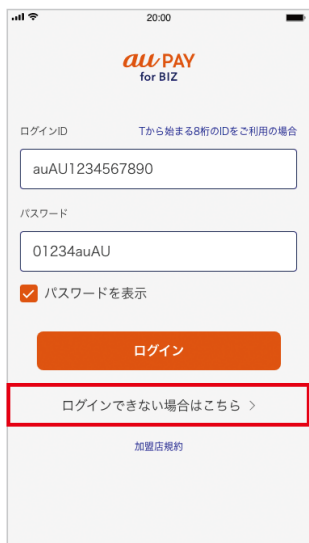 20:00
au PAY
for BIZ
ログインID Tから始まる8桁のIDをご利用の場合
auAU1234567890
パスワード
01234auAU
パスワードを表示
ログイン
ログインできない場合はこちら >
加盟店規約